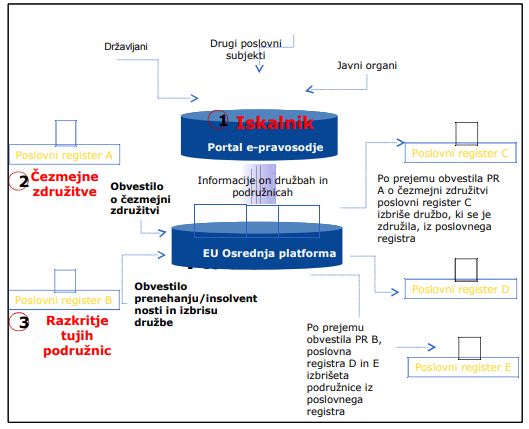 Državljani
Drugi poslovni
subjekti
Javni organi
1 Iskalnik
Portal e-pravosodje
Poslovni register A
2 Čezmejne
združitve
Obvestilo
o čezmejni
združitvi
Informacije on družbah in
podružnicah
EU Osrednja platforma
Poslovni register B
3 Razkritje
tujih
podružnic
Obvestilo
prenehanju/insolvent
nosti in izbrisu
družbe
Poslovni register C
Po prejemu obvestila PR
A o čezmejni združitvi
poslovni register C
izbriše družbo, ki se je
združila, iz poslovnega
registra
Poslovni register D
Po prejemu
obvestila PR B,
poslovna
registra D in E
izbrišeta
podružnice iz
poslovnega
registra
Poslovni register E